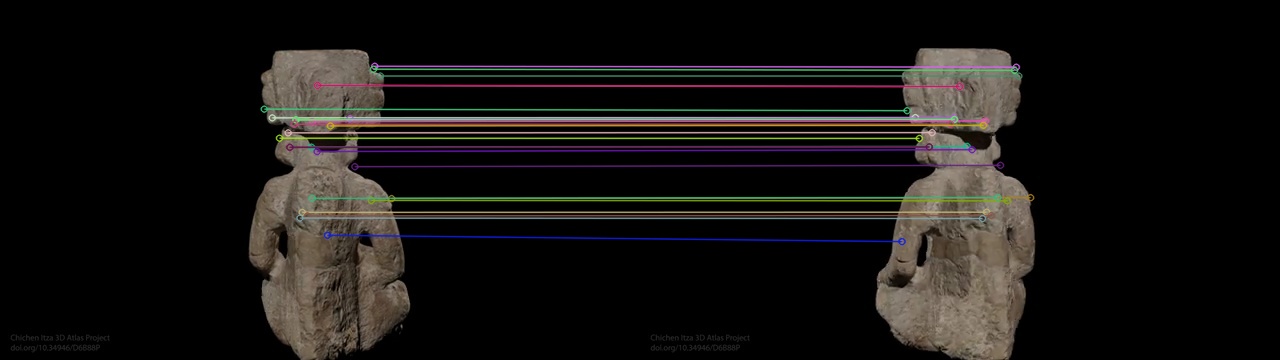 Chichen Itza 3D Atlas Project
doi.org/10.34946/D6B88P
Chichen Itza 3D Atlas Project
doi.org/10.34946/D6B88P